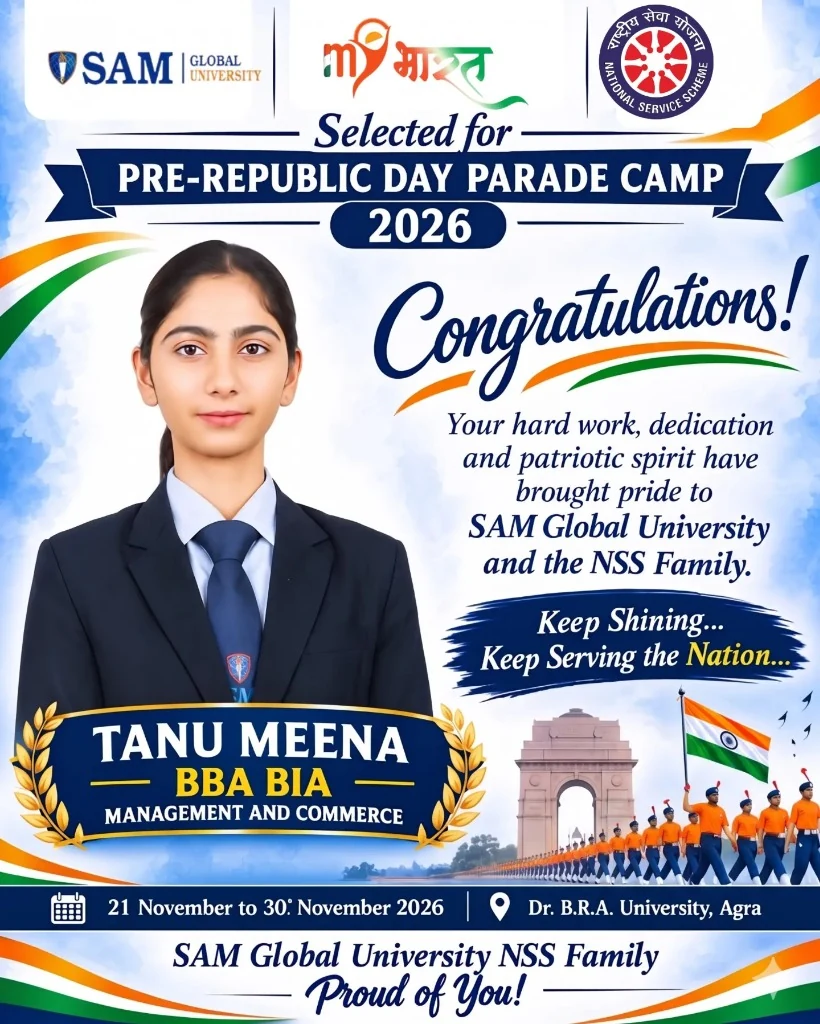 SAM GLOBAL UNIVERSITY
my भारत
राष्ट्रीय सेवा योजना
NATIONAL SERVICE SCHEME
Selected for
PRE-REPUBLIC DAY PARADE CAMP
2026
Congratulations!
Your hard work, dedication
and patriotic spirit have
brought pride to
SAM Global University
and the NSS Family.
Keep Shining...
Keep Serving the Nation...
TANU MEENA
BBA BIA
MANAGEMENT AND COMMERCE
21 November to 30 November 2026
Dr. B.R.A. University, Agra
SAM Global University NSS Family
Proud of You!